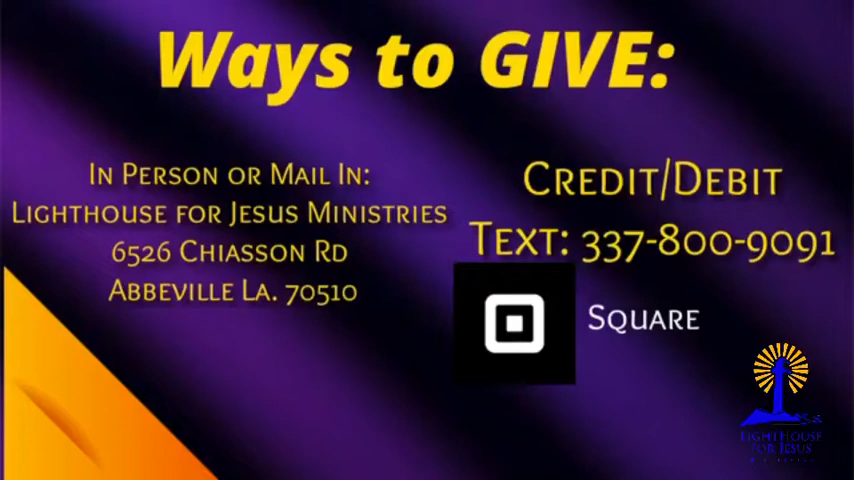 Ways to GIVE:
In Person or Mail In:
Lighthouse for Jesus Ministries
6526 Chiasson Rd
Abbeville La. 70510
Credit/Debit
Text: 337-800-9091
Square
LightHouse
for Jesus